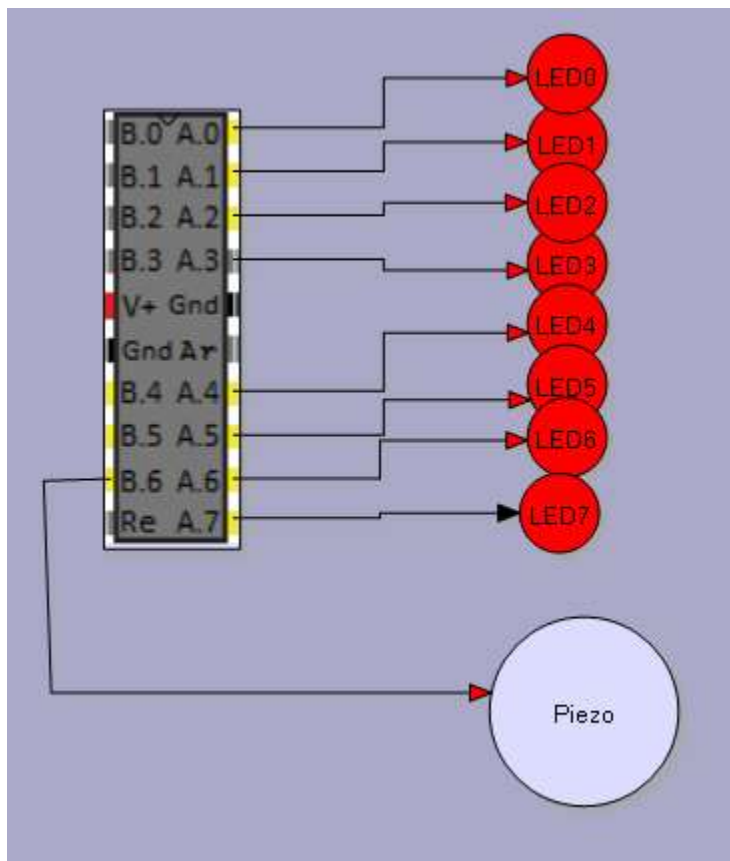 B.0 A.0
B.1 A.1
B.2 A.2
B.3 A.3
V+ Gnd
Gnd Ar
B.4 A.4
B.5 A.5
B.6 A.6
Re A.7
LED0
LED1
LED2
LED3
LED4
LED5
LED6
LED7
Piezo